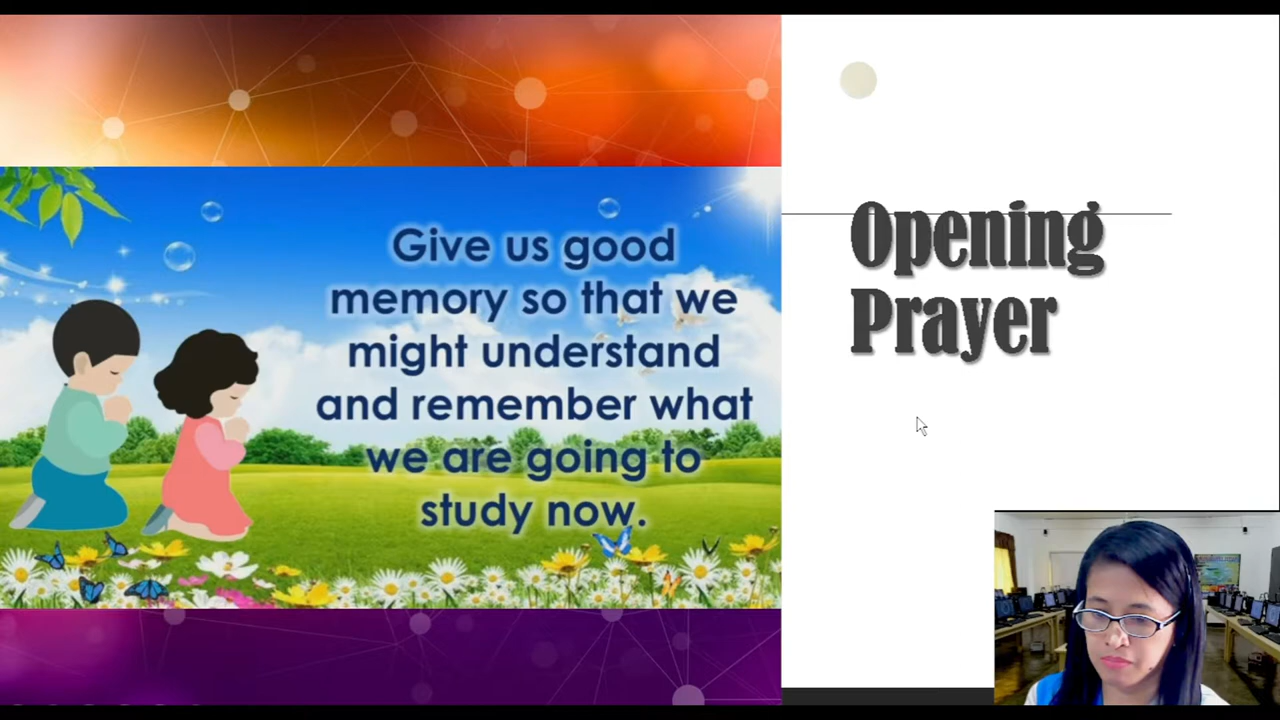 Give us good
memory so that we
might understand
and remember what
we are going to
study now.
Opening
Prayer